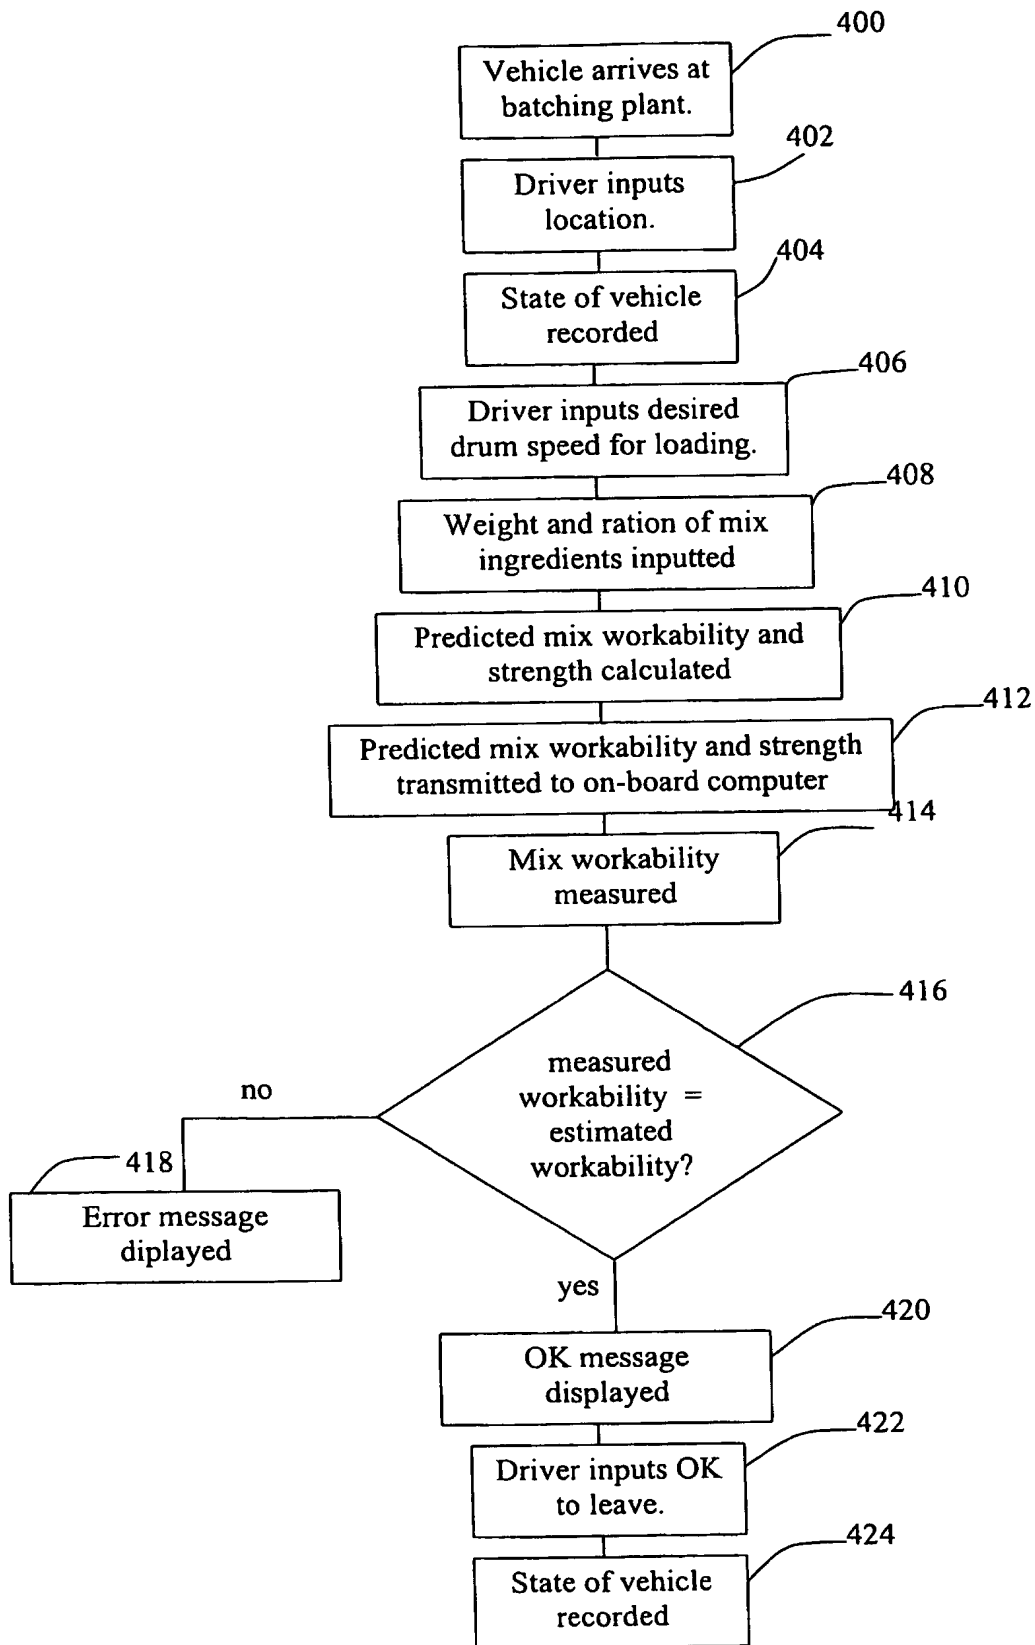 400
Vehicle arrives at
batching plant.
402
Driver inputs
location.
404
State of vehicle
recorded
406
Driver inputs desired
drum speed for loading.
408
Weight and ration of mix
ingredients inputted
410
Predicted mix workability and
strength calculated
412
Predicted mix workability and strength
transmitted to on-board computer
414
Mix workability
measured
416
measured
workability =
estimated
workability?
no
418
Error message
diplayed
yes
420
OK message
displayed
422
Driver inputs OK
to leave.
424
State of vehicle
recorded